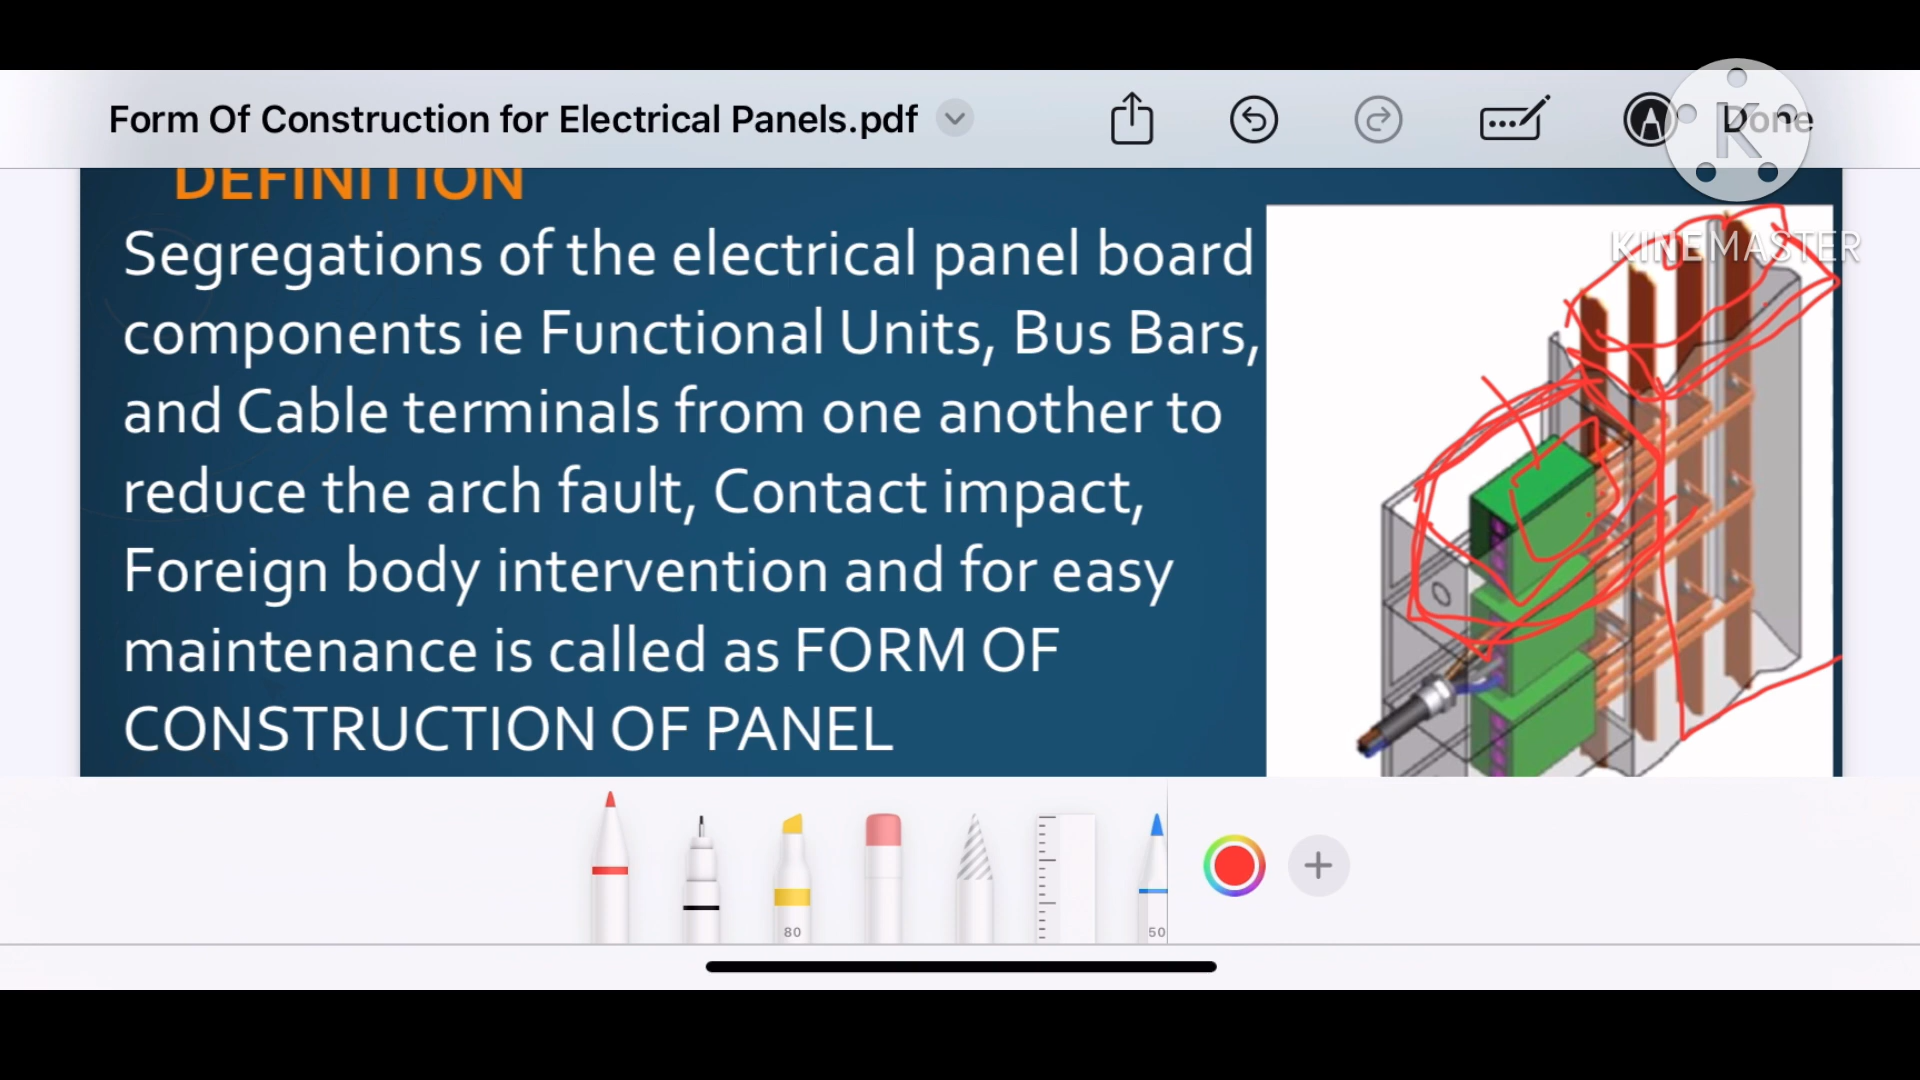 Form Of Construction for Electrical Panels.pdf
Done
K
KINEMASTER
DEFINITION
Segregations of the electrical panel board
components ie Functional Units, Bus Bars,
and Cable terminals from one another to
reduce the arch fault, Contact impact,
Foreign body intervention and for easy
maintenance is called as FORM OF
CONSTRUCTION OF PANEL
80
50